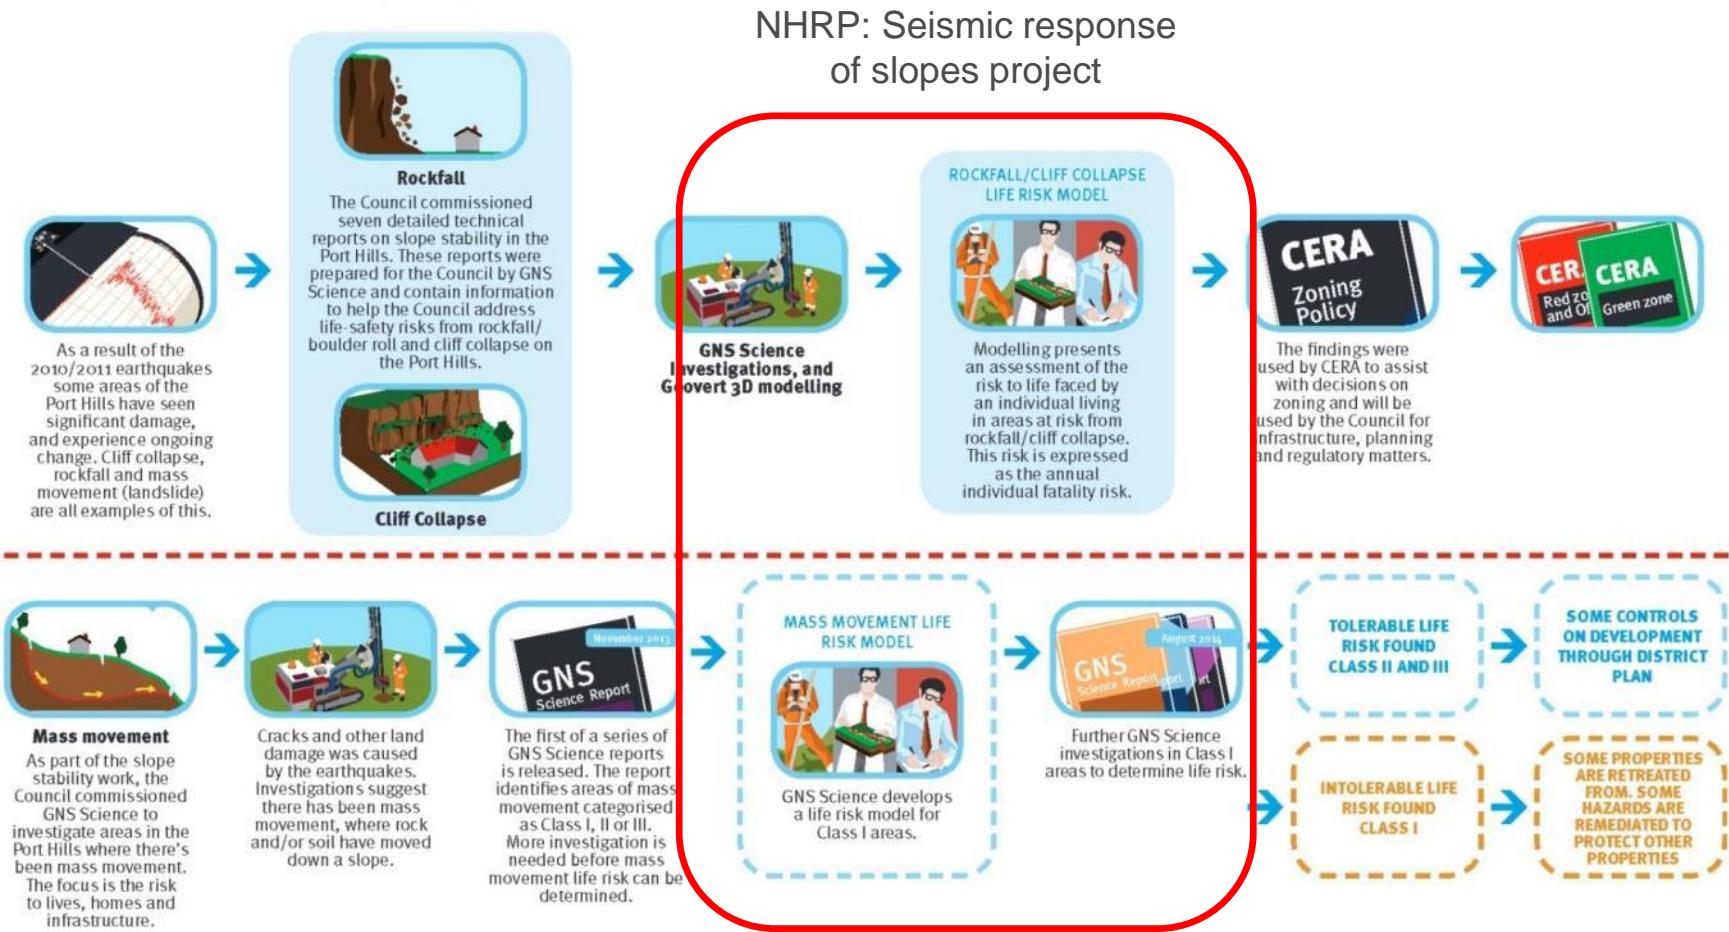 NHRP: Seismic response
of slopes project
Rockfall
The Council commissioned
seven detailed technical
reports on slope stability in the
Port Hills. These reports were
prepared for the Council by GNS
Science and contain information
to help the Council address
life-safety risks from rockfall/
boulder roll and cliff collapse on
the Port Hills.
Cliff Collapse
As a result of the
2010/2011 earthquakes
some areas of the
Port Hills have seen
significant damage,
and experience ongoing
change. Cliff collapse,
rockfall and mass
movement (landslide)
are all examples of this.
GNS Science
Investigations, and
Geovert 3D modelling
ROCKFALL/CLIFF COLLAPSE
LIFE RISK MODEL
Modelling presents
an assessment of the
risk to life faced by
an individual living
in areas at risk from
rockfall/cliff collapse.
This risk is expressed
as the annual
individual fatality risk.
CERA
Zoning
Policy
The findings were
used by CERA to assist
with decisions on
zoning and will be
used by the Council for
infrastructure, planning
and regulatory matters.
CER
Red zo
and Of
CERA
Green zone
Mass movement
As part of the slope
stability work, the
Council commissioned
GNS Science to
investigate areas in the
Port Hills where there's
been mass movement.
The focus is the risk
to lives, homes and
infrastructure.
Cracks and other land
damage was caused
by the earthquakes.
Investigations suggest
there has been mass
movement, where rock
and/or soil have moved
down a slope.
November 2013
GNS
Science Report
The first of a series of
GNS Science reports
is released. The report
identifies areas of mass
movement categorised
as Class I, II or III.
More investigation is
needed before mass
movement life risk can be
determined.
MASS MOVEMENT LIFE
RISK MODEL
GNS Science develops
a life risk model for
Class I areas.
August 2014
GNS
Science Report
port
rt
Further GNS Science
investigations in Class I
areas to determine life risk.
TOLERABLE LIFE
RISK FOUND
CLASS II AND III
SOME CONTROLS
ON DEVELOPMENT
THROUGH DISTRICT
PLAN
INTOLERABLE LIFE
RISK FOUND
CLASS I
SOME PROPERTIES
ARE RETREATED
FROM. SOME
HAZARDS ARE
REMEDIATED TO
PROTECT OTHER
PROPERTIES